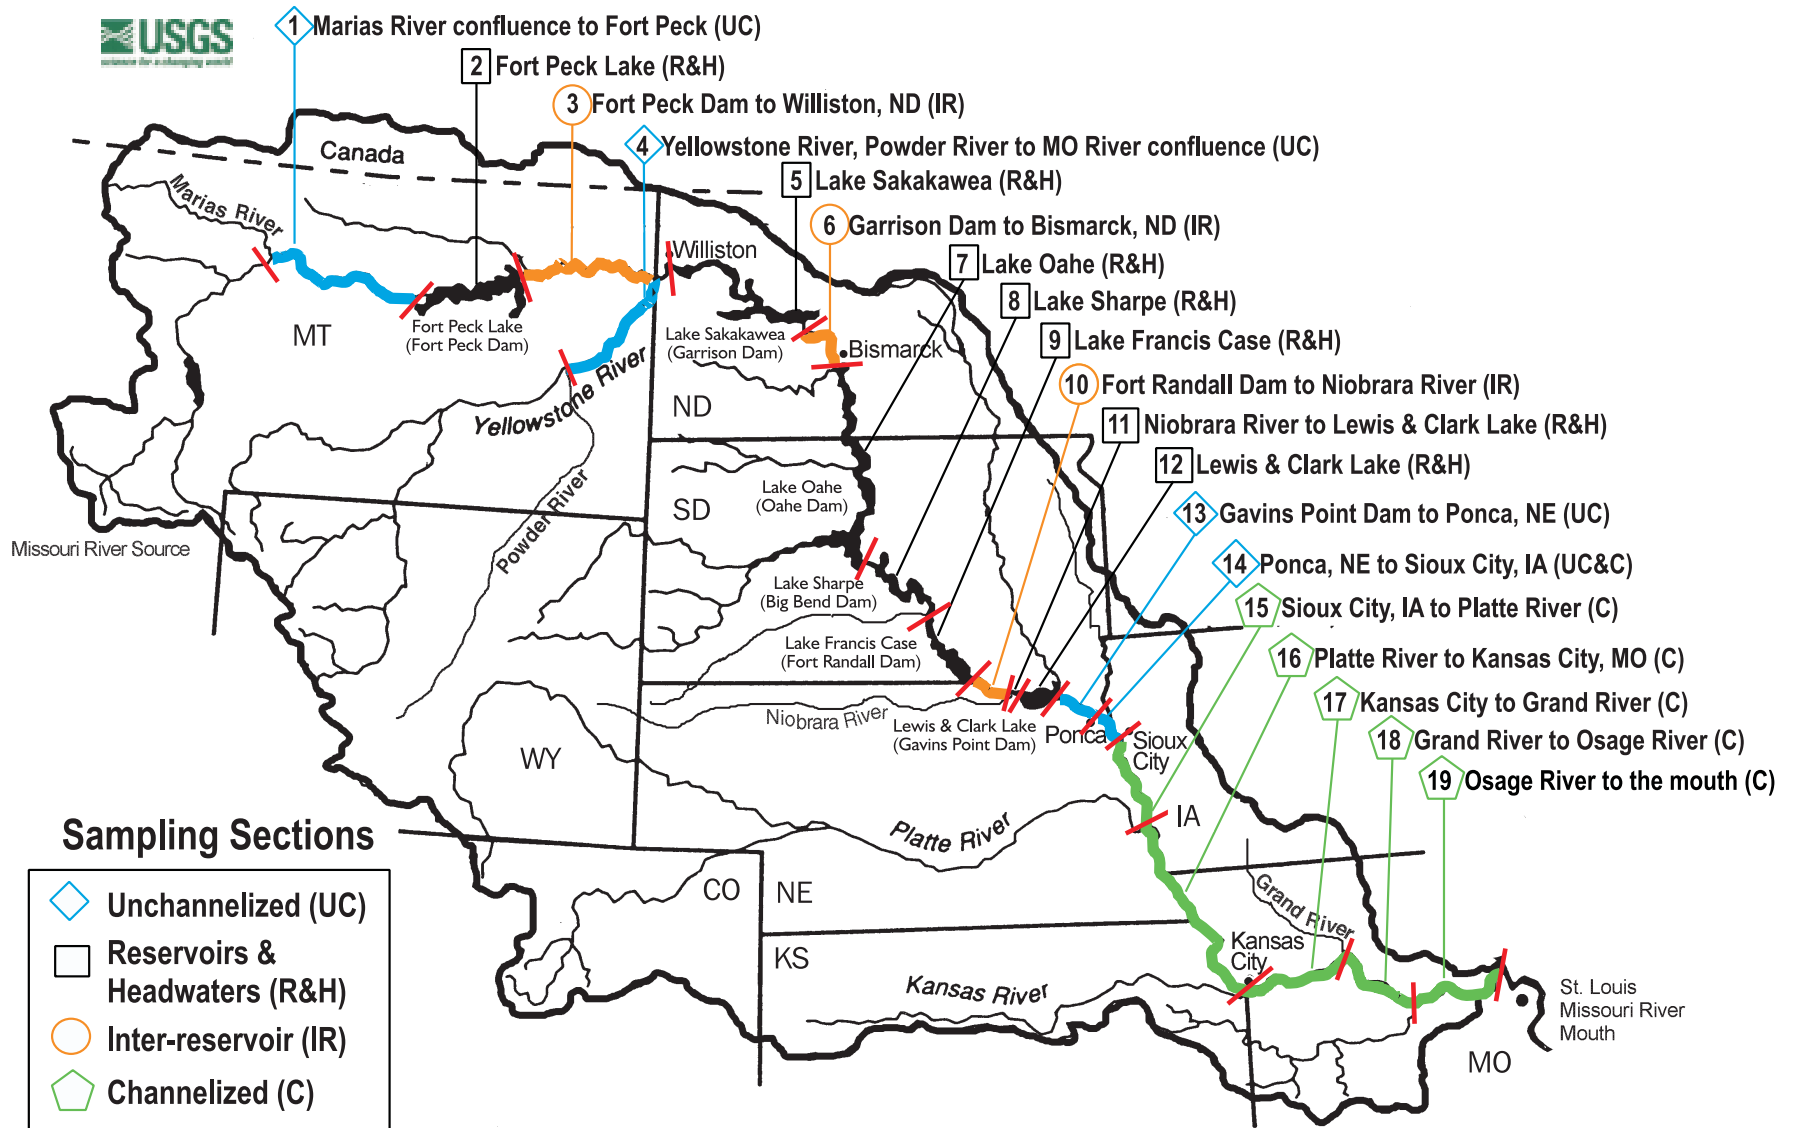 USGS
science for a changing world
1 Marias River confluence to Fort Peck (UC)
2 Fort Peck Lake (R&H)
3 Fort Peck Dam to Williston, ND (IR)
4 Yellowstone River, Powder River to MO River confluence (UC)
5 Lake Sakakawea (R&H)
6 Garrison Dam to Bismarck, ND (IR)
7 Lake Oahe (R&H)
8 Lake Sharpe (R&H)
9 Lake Francis Case (R&H)
10 Fort Randall Dam to Niobrara River (IR)
11 Niobrara River to Lewis & Clark Lake (R&H)
12 Lewis & Clark Lake (R&H)
13 Gavins Point Dam to Ponca, NE (UC)
14 Ponca, NE to Sioux City, IA (UC&C)
15 Sioux City, IA to Platte River (C)
16 Platte River to Kansas City, MO (C)
17 Kansas City to Grand River (C)
18 Grand River to Osage River (C)
19 Osage River to the mouth (C)
Canada
Marias River
Williston
MT
Fort Peck Lake
(Fort Peck Dam)
Lake Sakakawea
(Garrison Dam)
Bismarck
Yellowstone River
ND
Powder River
SD
Lake Oahe
(Oahe Dam)
Missouri River Source
Lake Sharpe
(Big Bend Dam)
Lake Francis Case
(Fort Randall Dam)
Niobrara River
Lewis & Clark Lake
(Gavins Point Dam)
Ponca
Sioux
City
WY
IA
Platte River
CO
NE
Grand River
Kansas
City
KS
Kansas River
St. Louis
Missouri River
Mouth
MO
Sampling Sections
Unchannelized (UC)
Reservoirs &
Headwaters (R&H)
Inter-reservoir (IR)
Channelized (C)